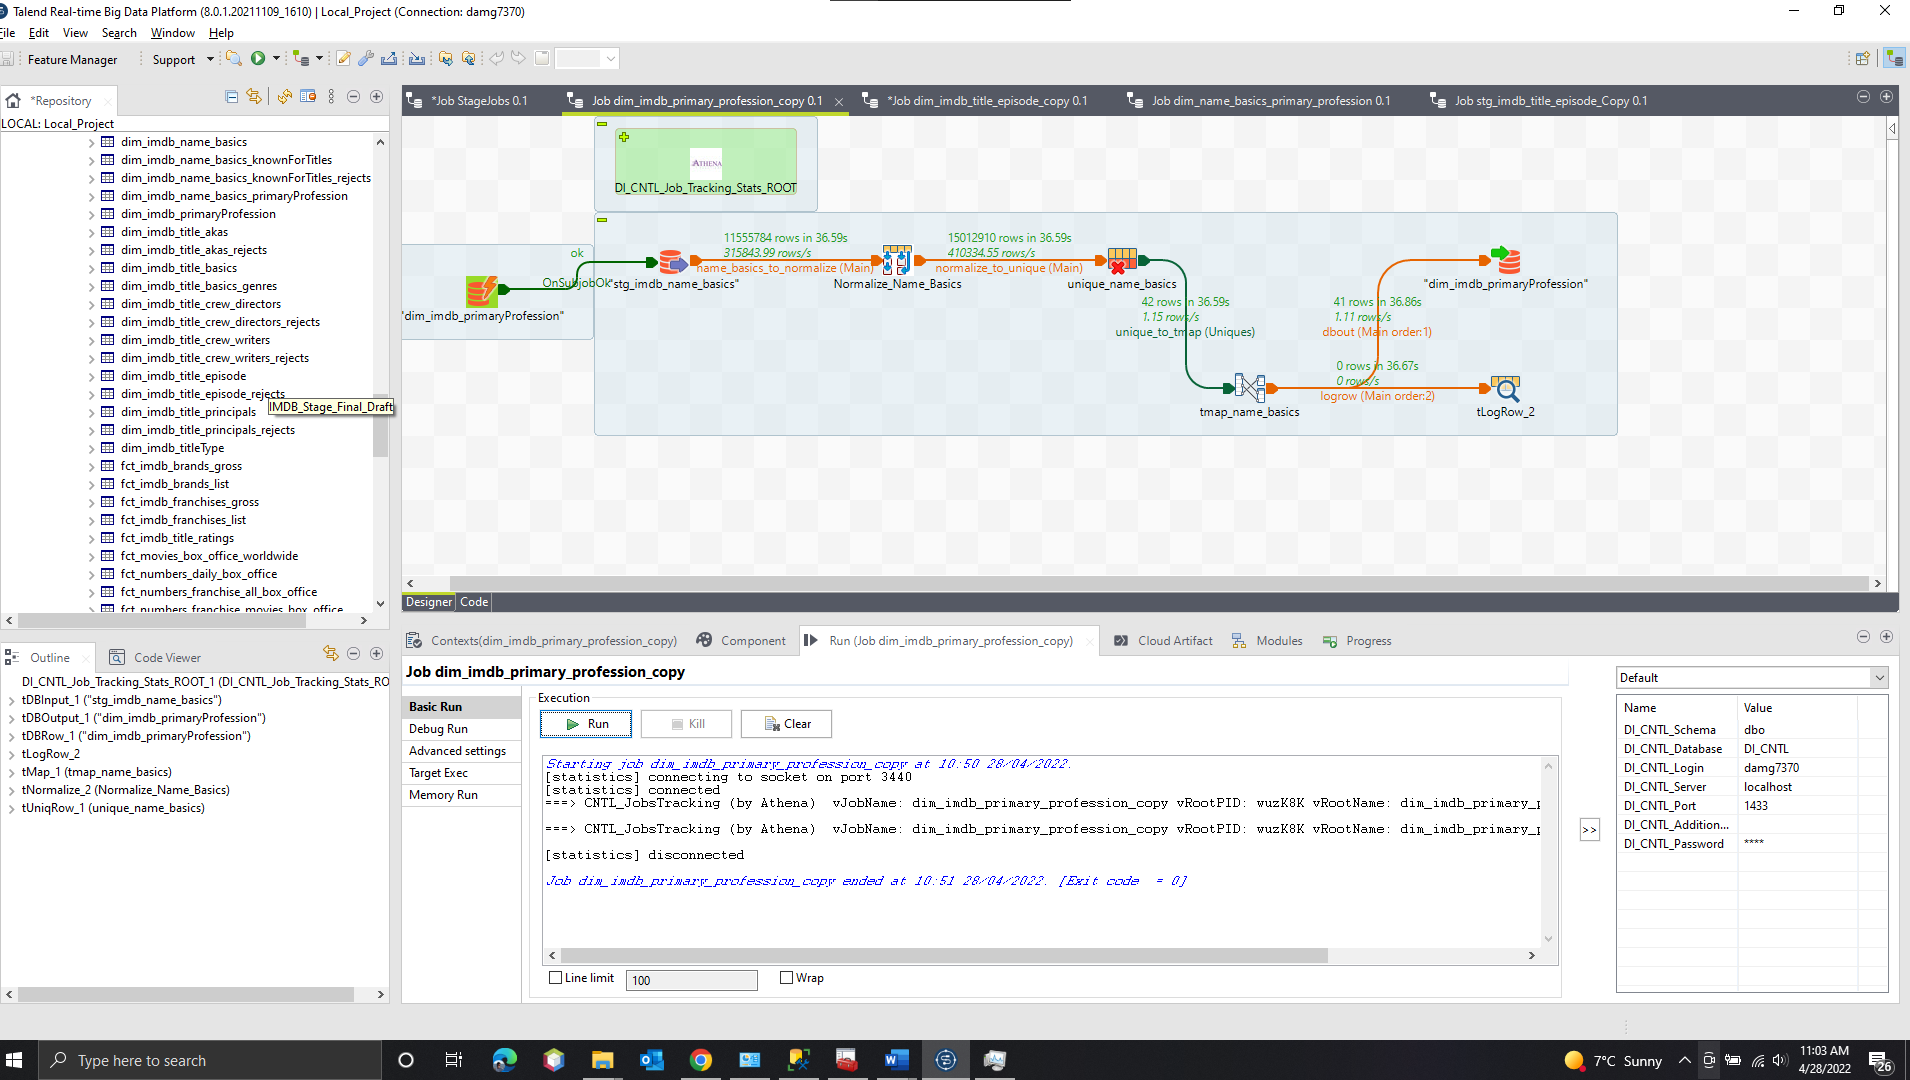 Talend Real-time Big Data Platform (8.0.1.20211109_1610) | Local_Project (Connection: damg7370)
File Edit View Search Window Help
Feature Manager Support
*Repository
LOCAL: Local_Project
dim_imdb_name_basics
dim_imdb_name_basics_knownForTitles
dim_imdb_name_basics_knownForTitles_rejects
dim_imdb_name_basics_primaryProfession
dim_imdb_primaryProfession
dim_imdb_title_akas
dim_imdb_title_akas_rejects
dim_imdb_title_basics
dim_imdb_title_basics_genres
dim_imdb_title_crew_directors
dim_imdb_title_crew_directors_rejects
dim_imdb_title_crew_writers
dim_imdb_title_crew_writers_rejects
dim_imdb_title_episode
dim_imdb_title_episode_rejects
IMDB_Stage_Final_Draft
dim_imdb_title_principals
dim_imdb_title_principals_rejects
dim_imdb_titleType
fct_imdb_brands_gross
fct_imdb_brands_list
fct_imdb_franchises_gross
fct_imdb_franchises_list
fct_imdb_title_ratings
fct_movies_box_office_worldwide
fct_numbers_daily_box_office
fct_numbers_franchise_all_box_office
fct_numbers_franchise_movies_box_office
*Job StageJobs 0.1
Job dim_imdb_primary_profession_copy 0.1
*Job dim_imdb_title_episode_copy 0.1
Job dim_name_basics_primary_profession 0.1
Job stg_imdb_title_episode_Copy 0.1
ATHENA
DI_CNTL_Job_Tracking_Stats_ROOT
ok
OnSubjobOk
"dim_imdb_primaryProfession"
"stg_imdb_name_basics"
11555784 rows in 36.59s
315843.99 rows/s
name_basics_to_normalize (Main)
Normalize_Name_Basics
15012910 rows in 36.59s
410334.55 rows/s
normalize_to_unique (Main)
unique_name_basics
42 rows in 36.59s
1.15 rows/s
unique_to_tmap (Uniques)
tmap_name_basics
41 rows in 36.86s
1.11 rows/s
dbout (Main order:1)
"dim_imdb_primaryProfession"
0 rows in 36.67s
0 rows/s
logrow (Main order:2)
tLogRow_2
Designer Code
Outline Code Viewer
DI_CNTL_Job_Tracking_Stats_ROOT_1 (DI_CNTL_Job_Tracking_Stats_RO
tDBInput_1 ("stg_imdb_name_basics")
tDBOutput_1 ("dim_imdb_primaryProfession")
tDBRow_1 ("dim_imdb_primaryProfession")
tLogRow_2
tMap_1 (tmap_name_basics)
tNormalize_2 (Normalize_Name_Basics)
tUniqRow_1 (unique_name_basics)
Contexts(dim_imdb_primary_profession_copy) Component Run (Job dim_imdb_primary_profession_copy) Cloud Artifact Modules Progress
Job dim_imdb_primary_profession_copy
Basic Run
Debug Run
Advanced settings
Target Exec
Memory Run
Execution
Run Kill Clear
Starting job dim_imdb_primary_profession_copy at 10:50 28/04/2022.
[statistics] connecting to socket on port 3440
[statistics] connected
===> CNTL_JobsTracking (by Athena) vJobName: dim_imdb_primary_profession_copy vRootPID: wuzK8K vRootName: dim_imdb_primary_p
===> CNTL_JobsTracking (by Athena) vJobName: dim_imdb_primary_profession_copy vRootPID: wuzK8K vRootName: dim_imdb_primary_p
[statistics] disconnected
Job dim_imdb_primary_profession_copy ended at 10:51 28/04/2022. [Exit code = 0]
Line limit 100 Wrap
>>
Default
Name Value
DI_CNTL_Schema dbo
DI_CNTL_Database DI_CNTL
DI_CNTL_Login damg7370
DI_CNTL_Server localhost
DI_CNTL_Port 1433
DI_CNTL_Addition...
DI_CNTL_Password ****
Type here to search
7°C Sunny
11:03 AM
4/28/2022
26